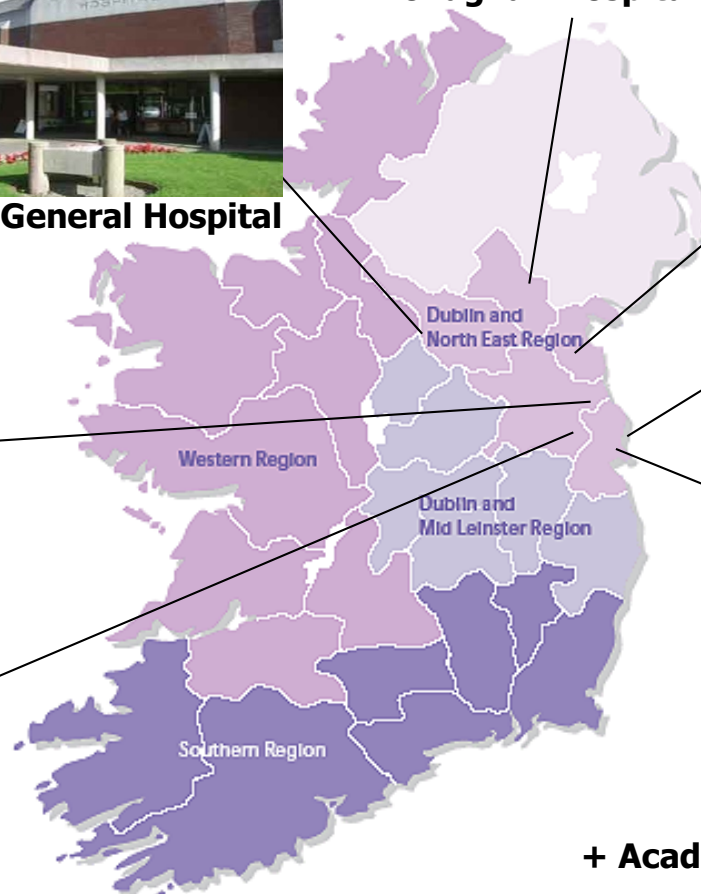 General Hospital
Dublin and
North East Region
Western Region
Dublin and
Mid Leinster Region
Southern Region
+ Acad